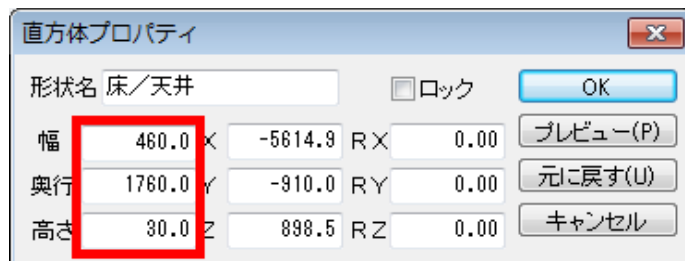 直方体プロパティ
形状名 床／天井 ロック OK
幅 460.0 X -5614.9 RX 0.00 プレビュー(P)
奥行 1760.0 Y -910.0 RY 0.00 元に戻す(U)
高さ 30.0 Z 898.5 RZ 0.00 キャンセル